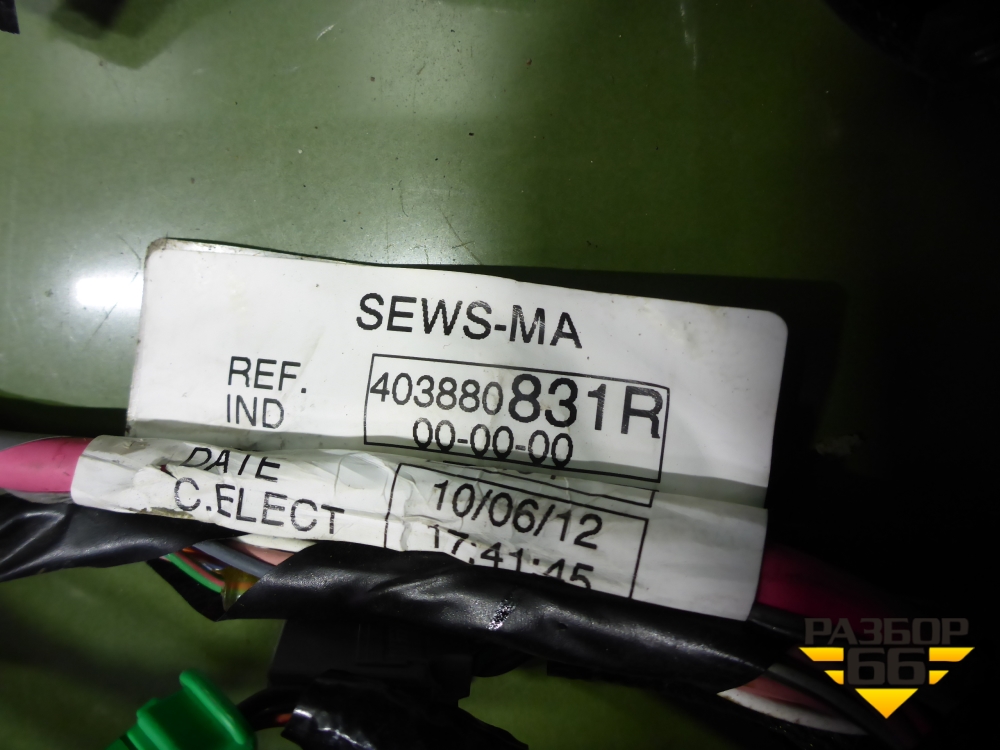 SEWS-MA
REF. 403880831R
IND 00-00-00
DATE 10/06/12
C.ELECT 17:41:45
РАЗБОР
66